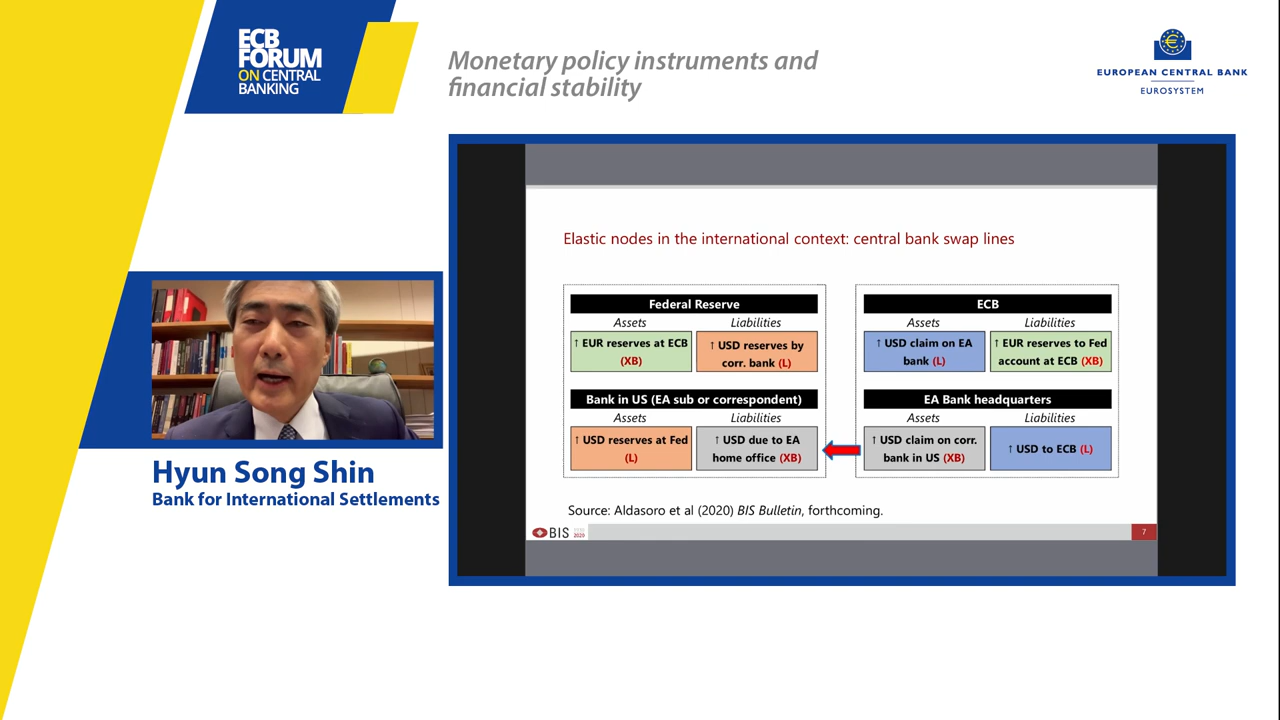 ECB
FORUM
ON CENTRAL
BANKING
Monetary policy instruments and
financial stability
EUROPEAN CENTRAL BANK
EUROSYSTEM
Elastic nodes in the international context: central bank swap lines
Federal Reserve
Assets Liabilities
↑ EUR reserves at ECB
(XB)
↑ USD reserves by
corr. bank (L)
Bank in US (EA sub or correspondent)
Assets Liabilities
↑ USD reserves at Fed
(L)
↑ USD due to EA
home office (XB)
ECB
Assets Liabilities
↑ USD claim on EA
bank (L)
↑ EUR reserves to Fed
account at ECB (XB)
EA Bank headquarters
Assets Liabilities
↑ USD claim on corr.
bank in US (XB)
↑ USD to ECB (L)
Source: Aldasoro et al (2020) BIS Bulletin, forthcoming.
BIS
2020
7
Hyun Song Shin
Bank for International Settlements